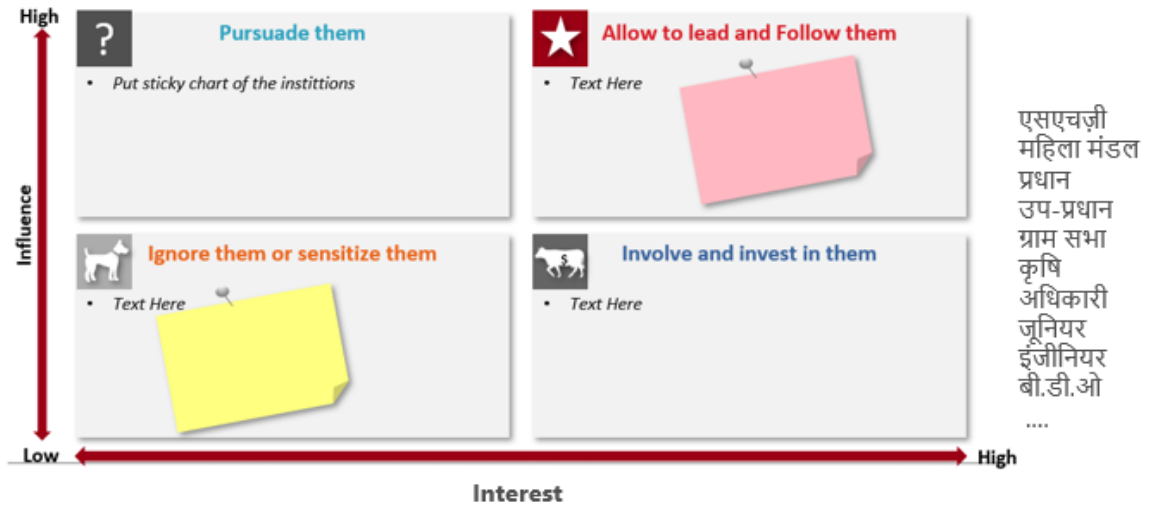 High
?
Pursuade them
• Put sticky chart of the instittions
Allow to lead and Follow them
• Text Here
Influence
Ignore them or sensitize them
• Text Here
$
Involve and invest in them
• Text Here
Low
High
Interest
एसएचज़ी
महिला मंडल
प्रधान
उप-प्रधान
ग्राम सभा
कृषि
अधिकारी
जूनियर
इंजीनियर
बी.डी.ओ
....